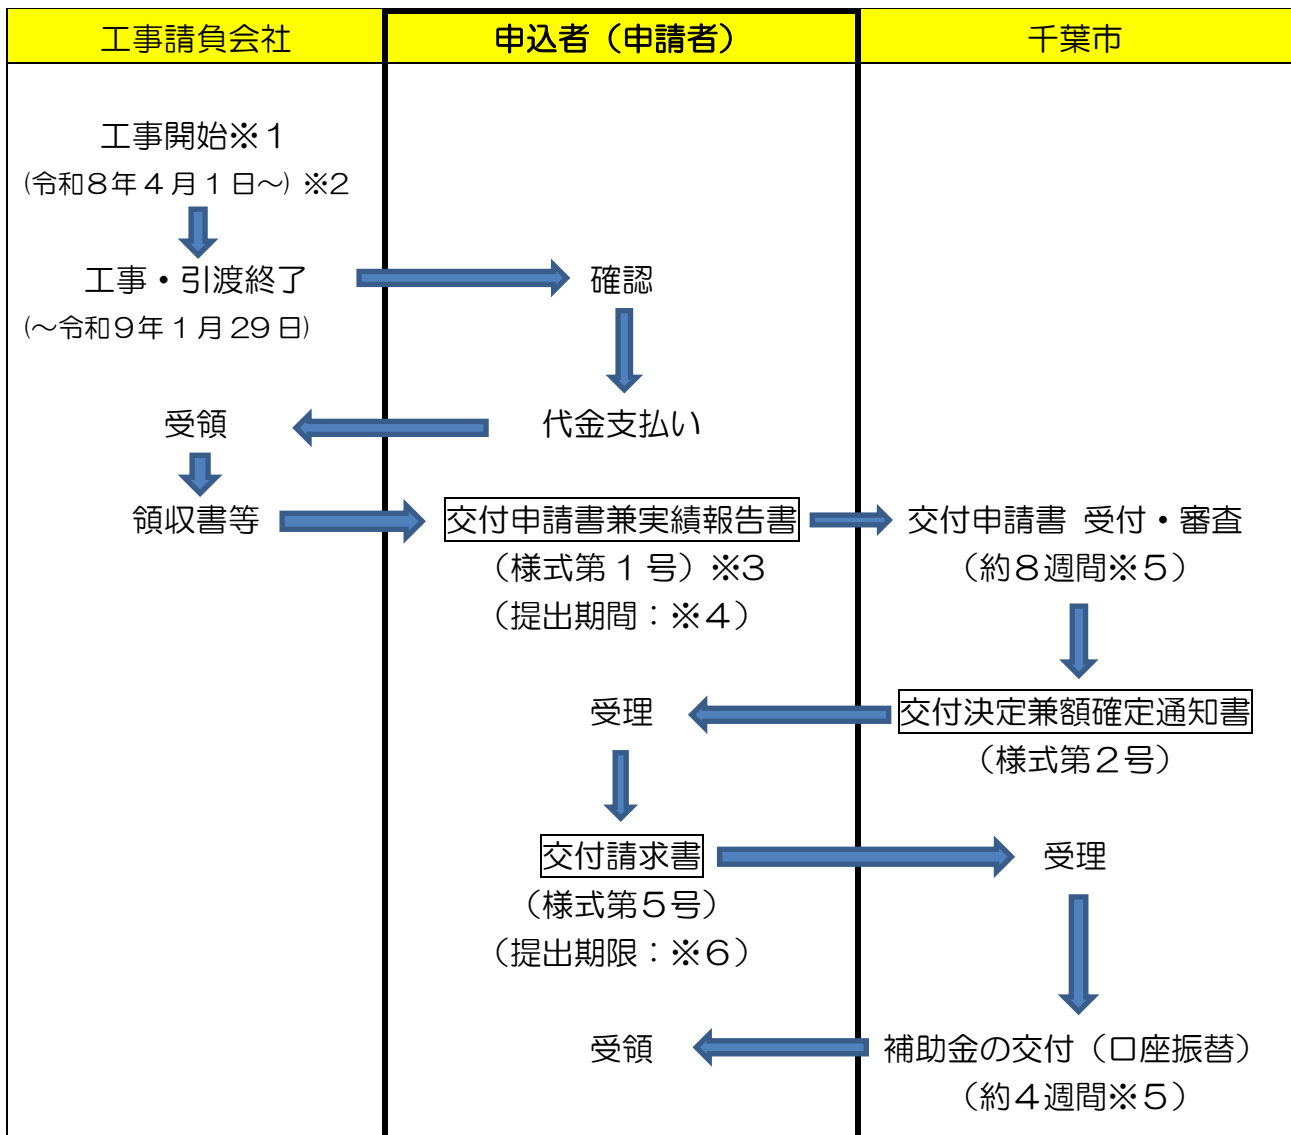 工事請負会社
申込者（申請者）
千葉市
工事開始※１
(令和８年４月１日～) ※2
工事・引渡終了
(～令和９年１月29日)
確認
受領
代金支払い
領収書等
交付申請書兼実績報告書
（様式第１号）※3
（提出期間：※４）
交付申請書 受付・審査
（約８週間※５）
受理
交付決定兼額確定通知書
（様式第２号）
交付請求書
（様式第５号）
（提出期限：※６）
受理
受領
補助金の交付（口座振替）
（約４週間※５）